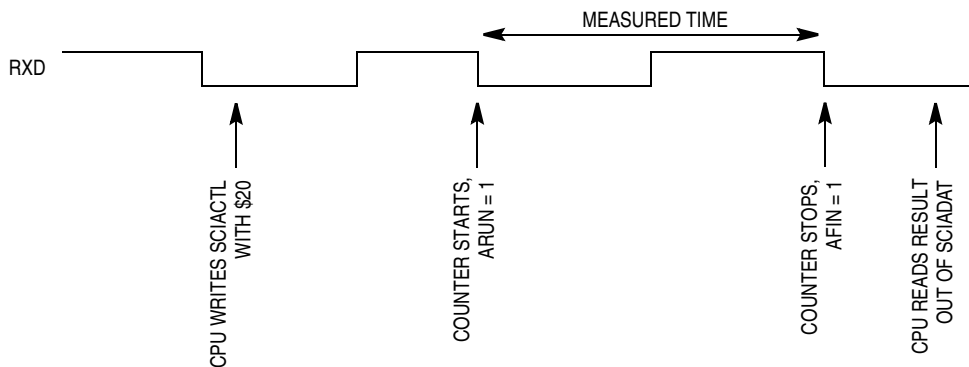 MEASURED TIME
RXD
CPU WRITES SCIACTL
WITH $20
COUNTER STARTS,
ARUN = 1
COUNTER STOPS,
AFIN = 1
CPU READS RESULT
OUT OF SCIADAT